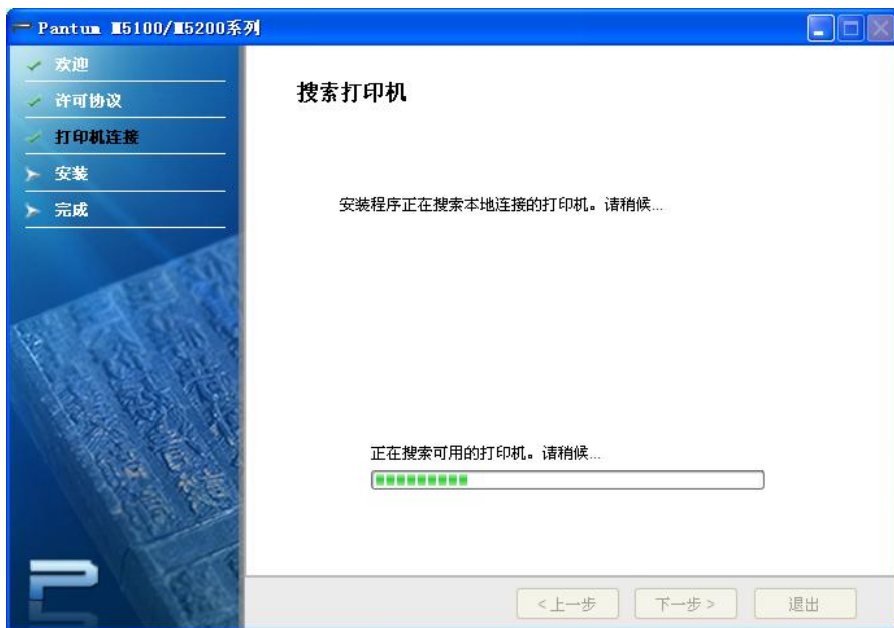 Pantum M5100/M5200系列
欢迎
许可协议
打印机连接
安装
完成
搜索打印机
安装程序正在搜索本地连接的打印机。请稍候...
正在搜索可用的打印机。请稍候...
<上一步
下一步>
退出